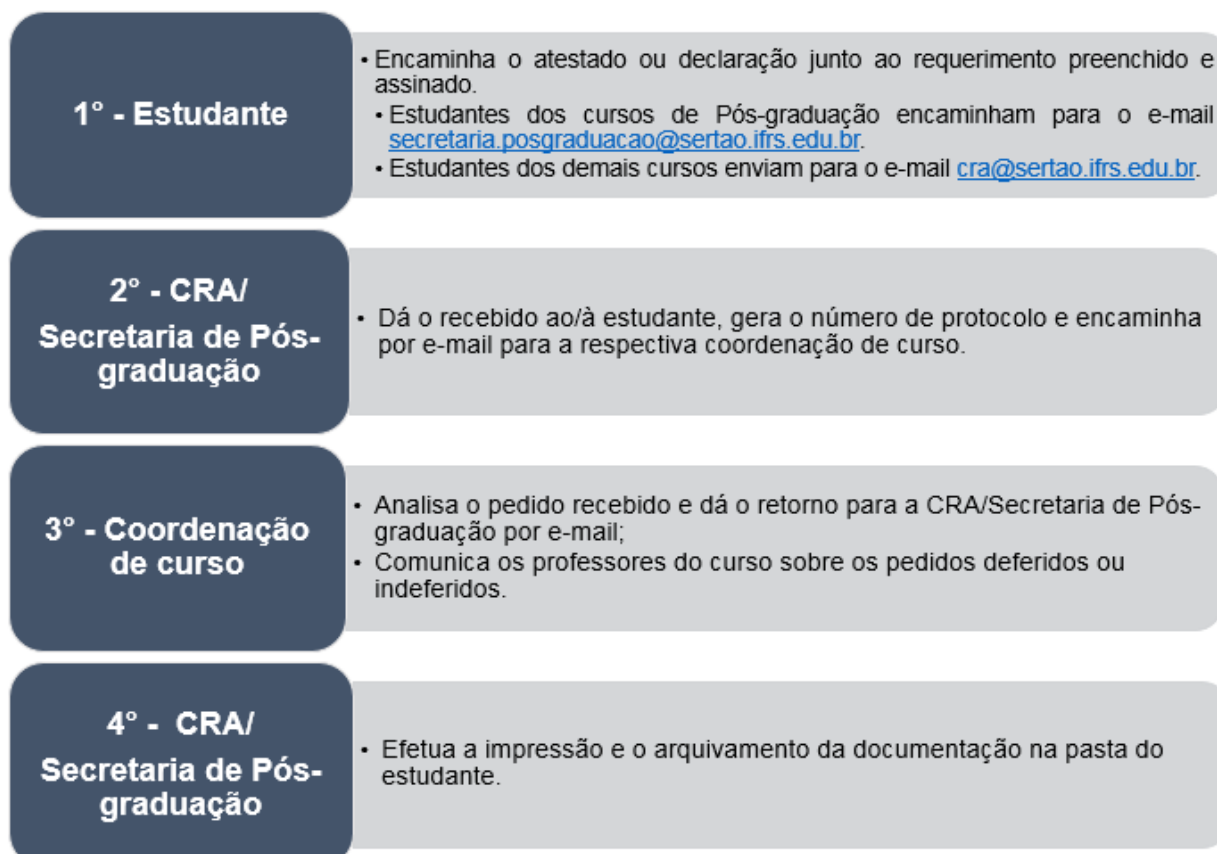 1° - Estudante
• Encaminha o atestado ou declaração junto ao requerimento preenchido e
assinado.
• Estudantes dos cursos de Pós-graduação encaminham para o e-mail
secretaria.posgraduacao@sertao.ifrs.edu.br.
• Estudantes dos demais cursos enviam para o e-mail cra@sertao.ifrs.edu.br.
2° - CRA/
Secretaria de Pós-
graduação
• Dá o recebido ao/à estudante, gera o número de protocolo e encaminha
por e-mail para a respectiva coordenação de curso.
3° - Coordenação
de curso
• Analisa o pedido recebido e dá o retorno para a CRA/Secretaria de Pós-
graduação por e-mail;
• Comunica os professores do curso sobre os pedidos deferidos ou
indeferidos.
4° - CRA/
Secretaria de Pós-
graduação
• Efetua a impressão e o arquivamento da documentação na pasta do
estudante.